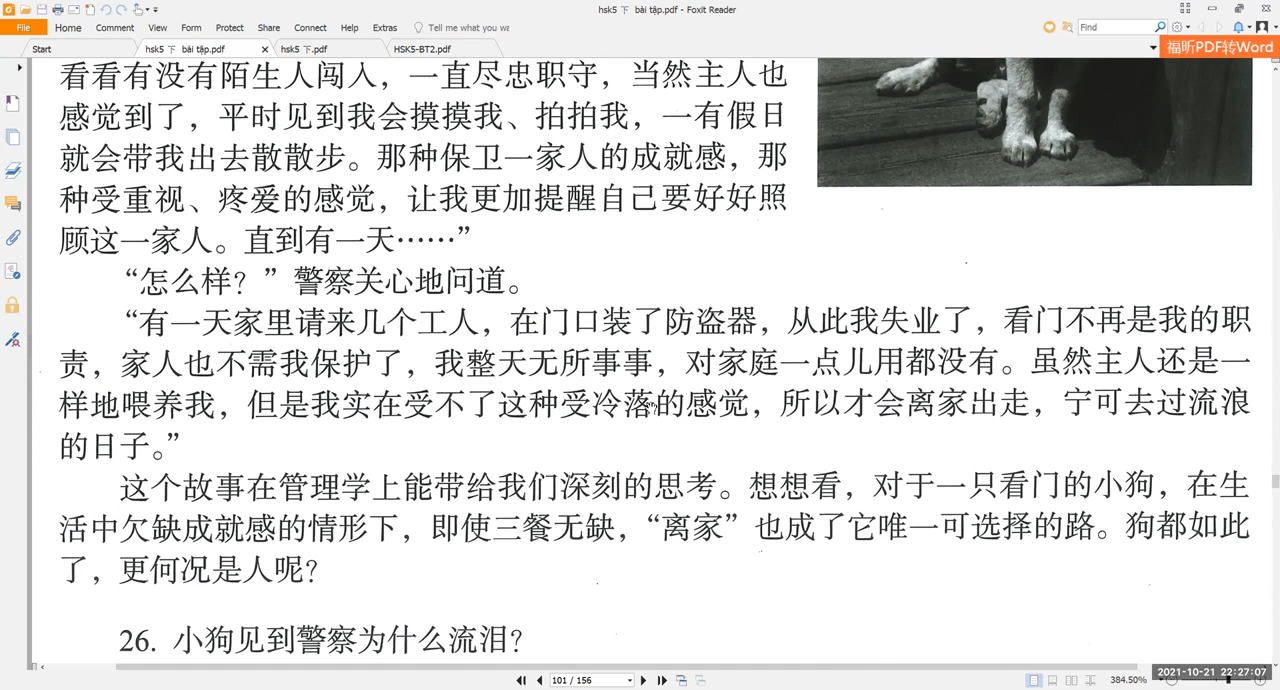 hsk5 下 bài tập.pdf - Foxit Reader
File Home Comment View Form Protect Share Connect Help Extras Tell me what you wa
Find
Start hsk5 下 bài tập.pdf hsk5 下.pdf HSK5-BT2.pdf
福昕PDF转Word
看看有没有陌生人闯入，一直尽忠职守，当然主人也
感觉到了，平时见到我会摸摸我、拍拍我，一有假日
就会带我出去散散步。那种保卫一家人的成就感，那
种受重视、疼爱的感觉，让我更加提醒自己要好好照
顾这一家人。直到有一天……”
“怎么样？”警察关心地问道。
“有一天家里请来几个工人，在门口装了防盗器，从此我失业了，看门不再是我的职
责，家人也不需我保护了，我整天无所事事，对家庭一点儿用都没有。虽然主人还是一
样地喂养我，但是我实在受不了这种受冷落的感觉，所以才会离家出走，宁可去过流浪
的日子。”
这个故事在管理学上能带给我们深刻的思考。想想看，对于一只看门的小狗，在生
活中欠缺成就感的情形下，即使三餐无缺，“离家”也成了它唯一可选择的路。狗都如此
了，更何况是人呢？
26. 小狗见到警察为什么流泪？
101 / 156
384.50%
2021-10-21 22:27:07